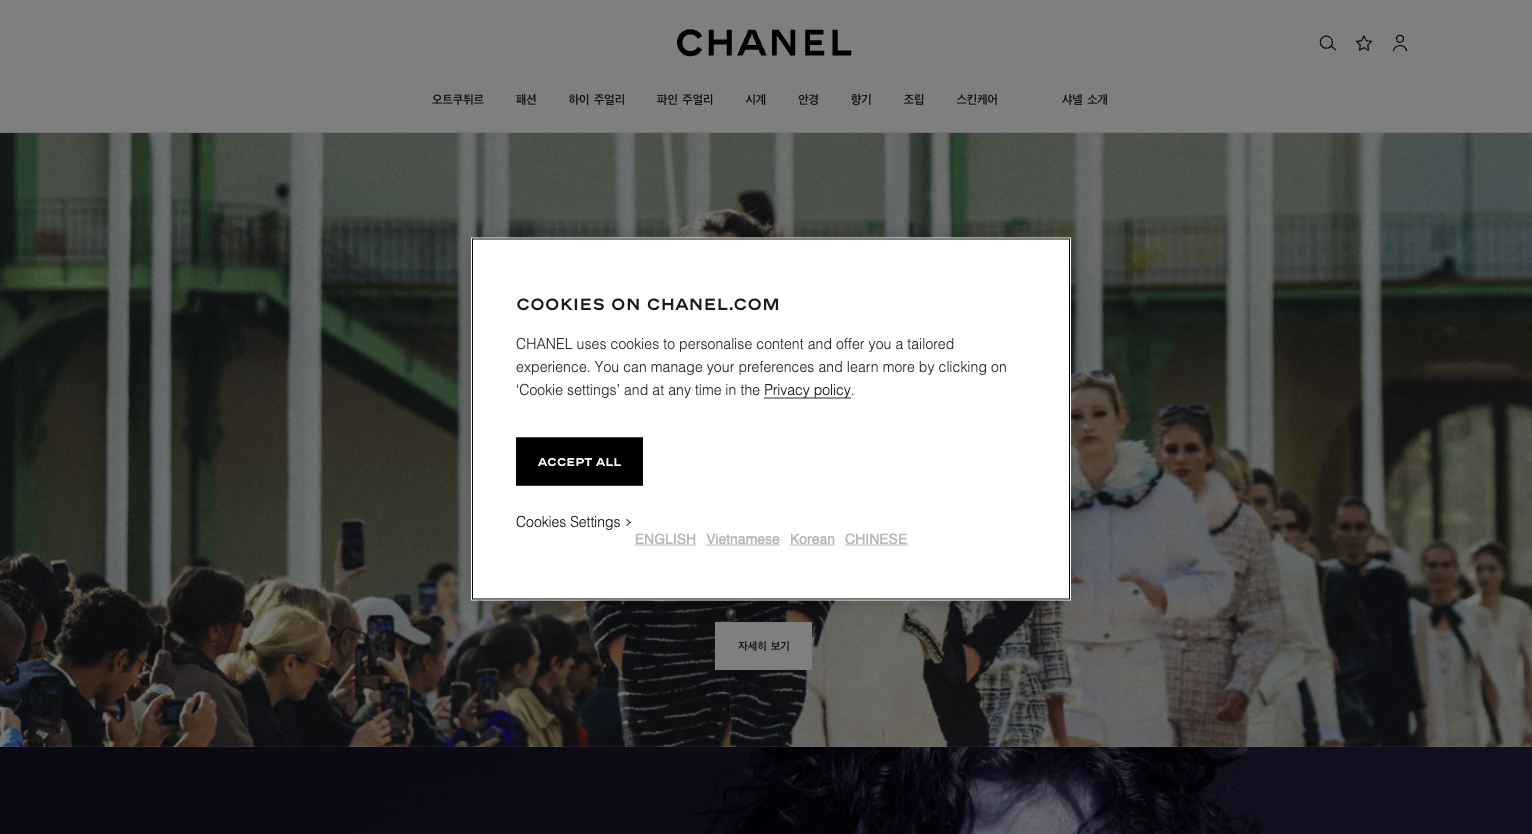 CHANEL
오트쿠튀르 패션 하이 주얼리 파인 주얼리 시계 안경 향기 조립 스킨케어 샤넬 소개
COOKIES ON CHANEL.COM
CHANEL uses cookies to personalise content and offer you a tailored
experience. You can manage your preferences and learn more by clicking on
‘Cookie settings’ and at any time in the Privacy policy.
ACCEPT ALL
Cookies Settings >
ENGLISH Vietnamese Korean CHINESE
자세히 보기